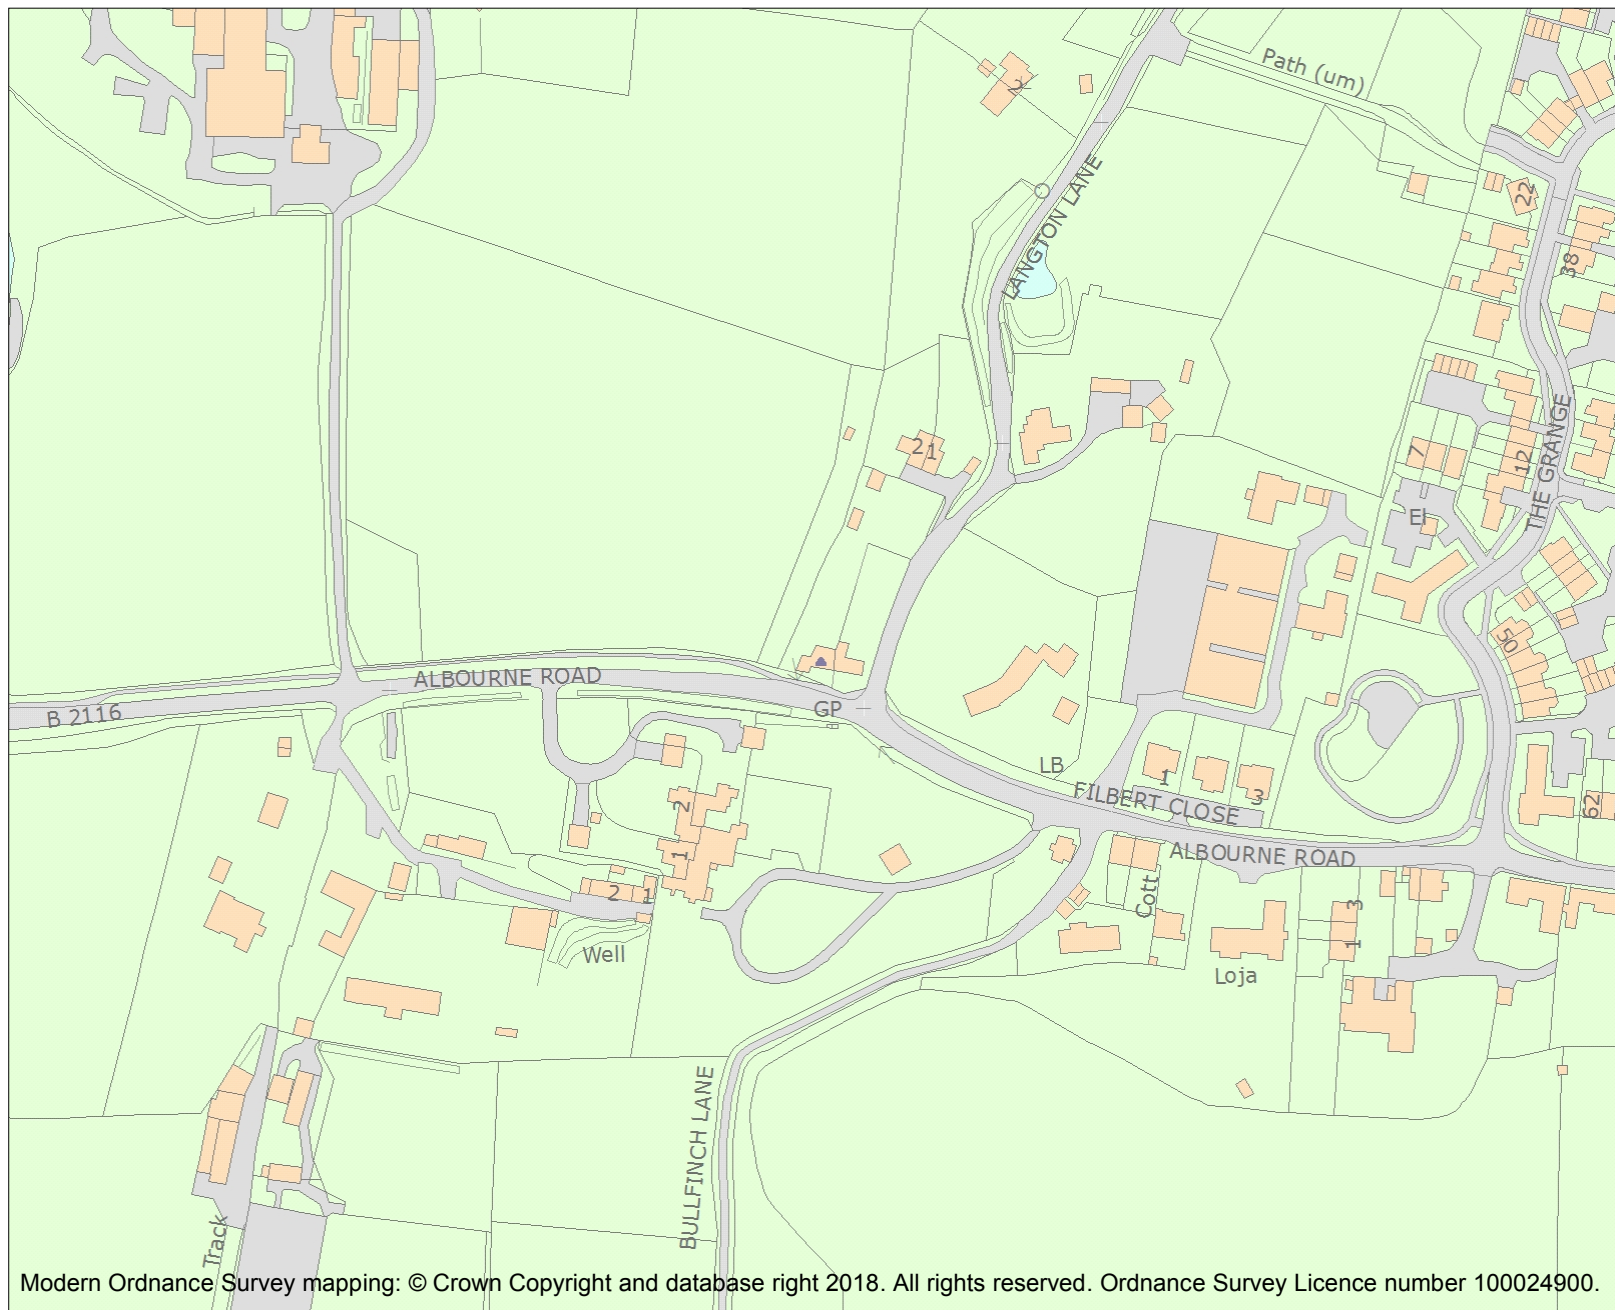 Path (um)
2
LANGTON LANE
22
38
21
7
12
THE GRANGE
El
50
ALBOURNE ROAD
B 2116
GP
LB
1
3
FILBERT CLOSE
62
2
1
ALBOURNE ROAD
2
1
Cott
3
1
Well
Loja
BULLFINCH LANE
Track
Modern Ordnance Survey mapping: © Crown Copyright and database right 2018. All rights reserved. Ordnance Survey Licence number 100024900.